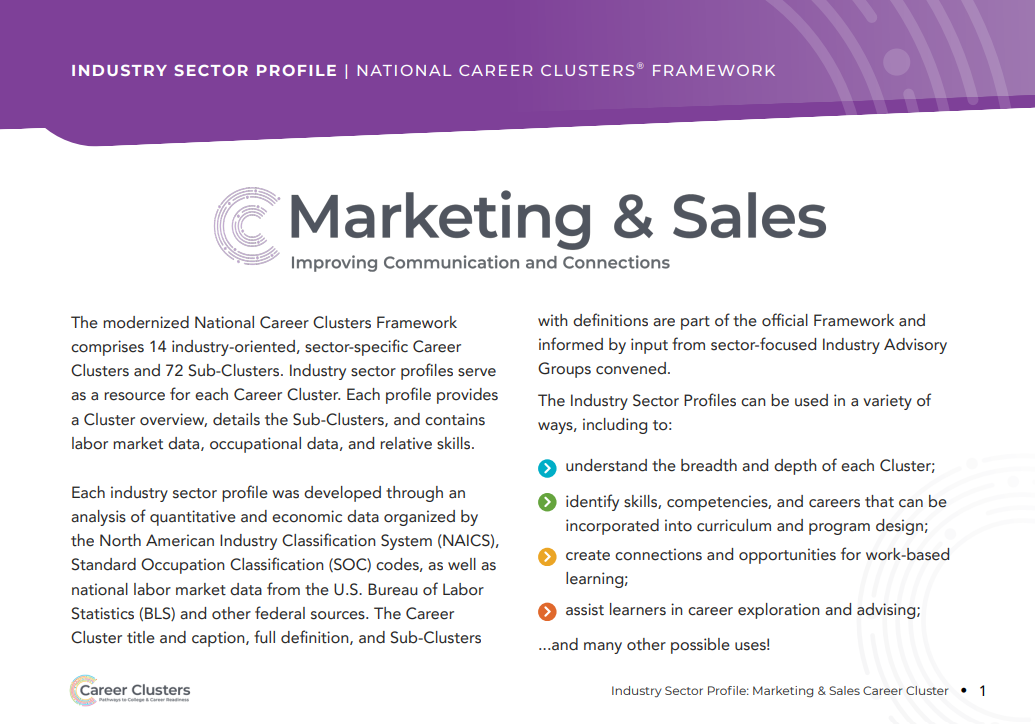 INDUSTRY SECTOR PROFILE | NATIONAL CAREER CLUSTERS® FRAMEWORK
Marketing & Sales
Improving Communication and Connections
The modernized National Career Clusters Framework
comprises 14 industry-oriented, sector-specific Career
Clusters and 72 Sub-Clusters. Industry sector profiles serve
as a resource for each Career Cluster. Each profile provides
a Cluster overview, details the Sub-Clusters, and contains
labor market data, occupational data, and relative skills.
Each industry sector profile was developed through an
analysis of quantitative and economic data organized by
the North American Industry Classification System (NAICS),
Standard Occupation Classification (SOC) codes, as well as
national labor market data from the U.S. Bureau of Labor
Statistics (BLS) and other federal sources. The Career
Cluster title and caption, full definition, and Sub-Clusters
with definitions are part of the official Framework and
informed by input from sector-focused Industry Advisory
Groups convened.
The Industry Sector Profiles can be used in a variety of
ways, including to:
understand the breadth and depth of each Cluster;
identify skills, competencies, and careers that can be
incorporated into curriculum and program design;
create connections and opportunities for work-based
learning;
assist learners in career exploration and advising;
...and many other possible uses!
Career Clusters
Pathways to College & Career Readiness
Industry Sector Profile: Marketing & Sales Career Cluster • 1